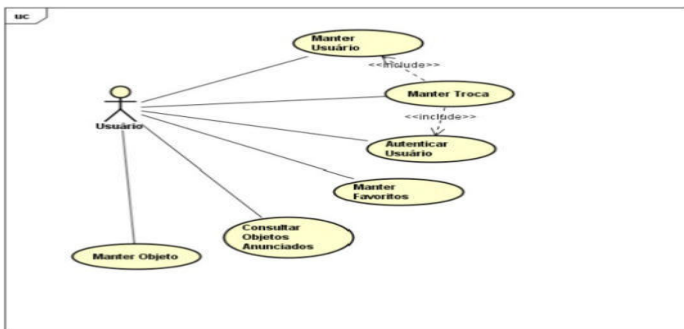 uc
Manter
Usuário
<<include>>
Manter Troca
<<include>>
Usuário
Autenticar
Usuário
Manter
Favoritos
Consultar
Objetos
Anunciados
Manter Objeto